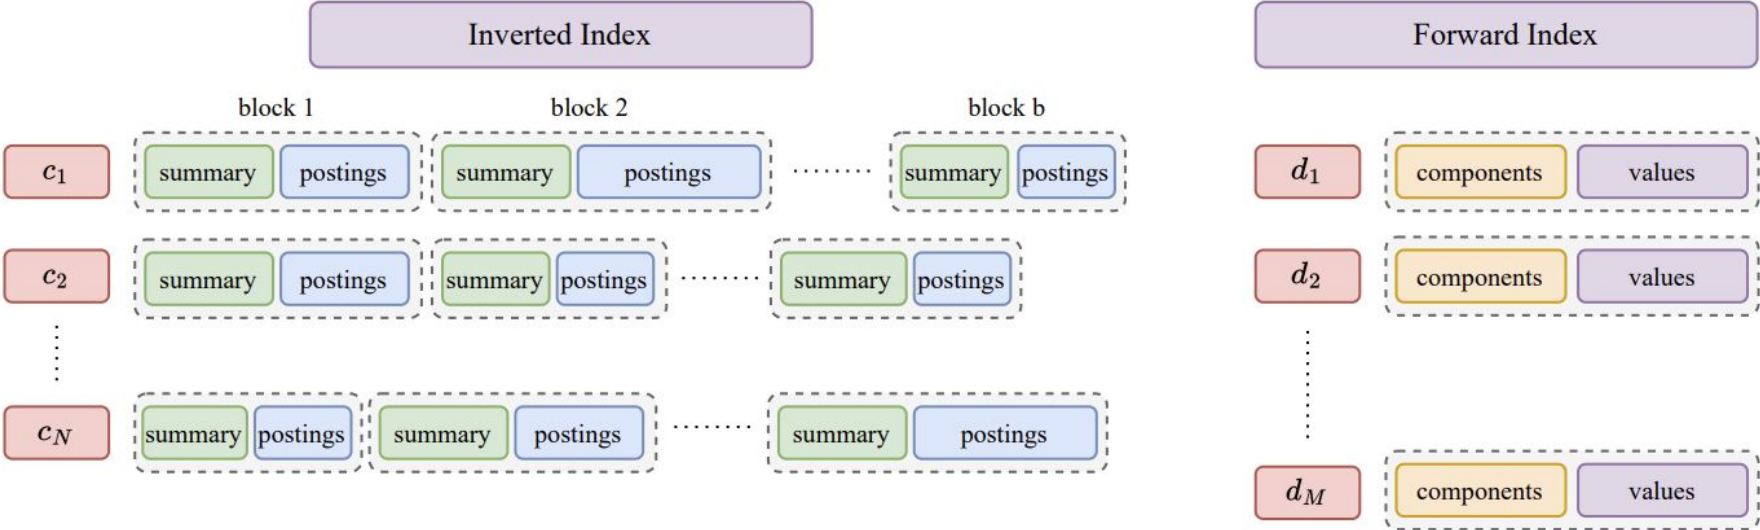 Inverted Index
Forward Index
block 1 block 2 block b
c1 summary postings summary postings ........ summary postings
d1 components values
c2 summary postings summary postings ........ summary postings
d2 components values
cN summary postings summary postings ........ summary postings
dM components values